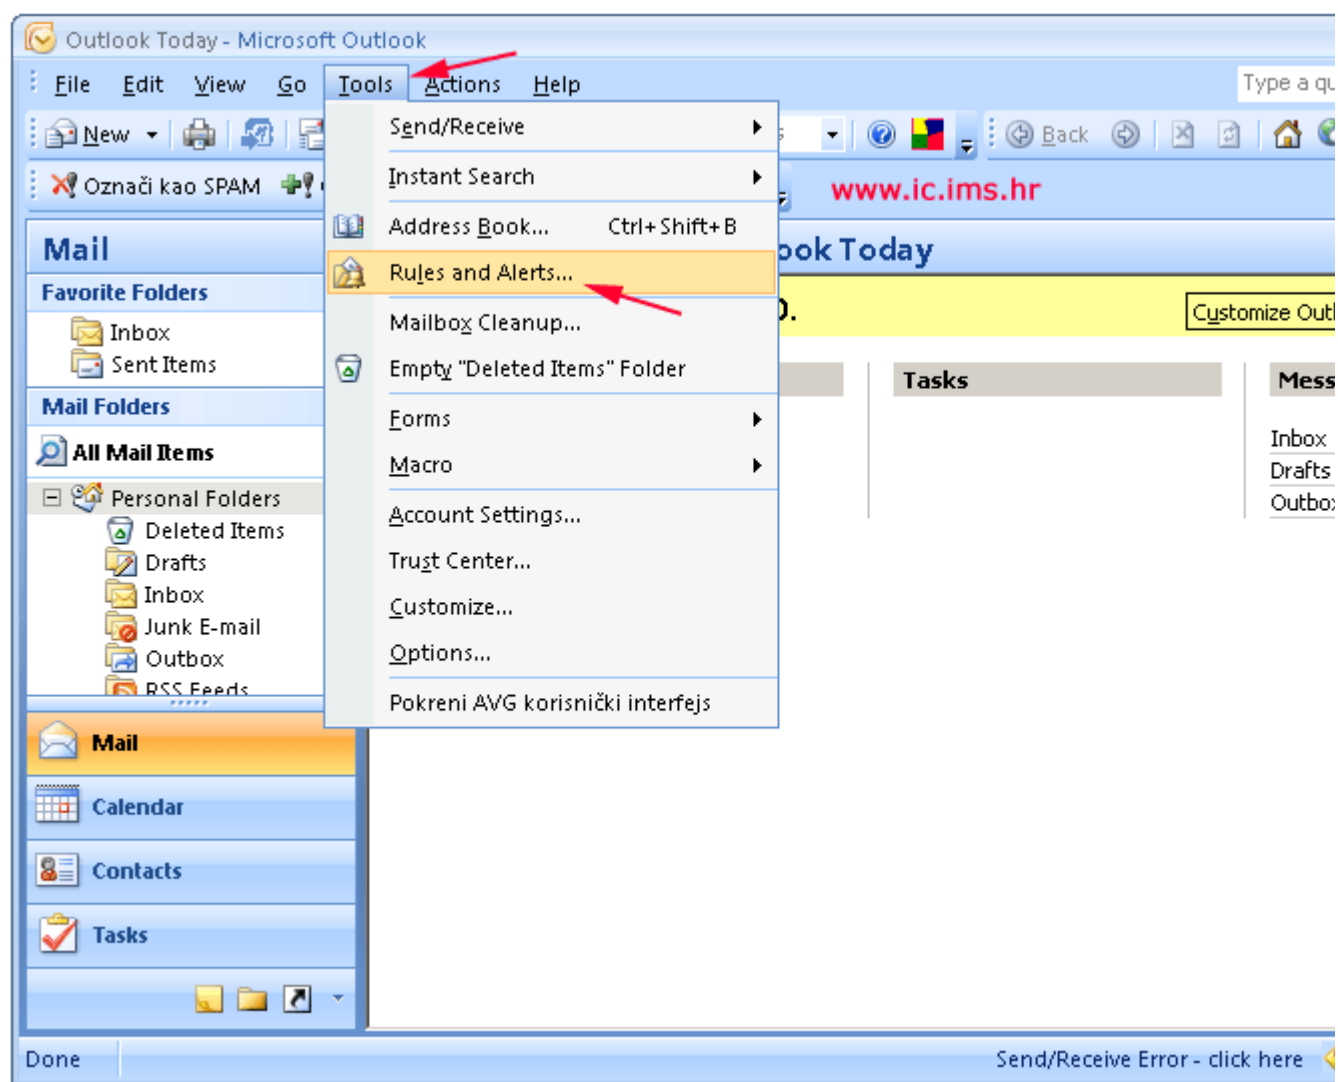 Outlook Today - Microsoft Outlook
File Edit View Go Tools Actions Help
Type a qu
New
Back
Označi kao SPAM
www.ic.ims.hr
Send/Receive
Instant Search
Address Book... Ctrl+Shift+B
Rules and Alerts...
Mailbox Cleanup...
Empty "Deleted Items" Folder
Forms
Macro
Account Settings...
Trust Center...
Customize...
Options...
Pokreni AVG korisnički interfejs
Mail
Favorite Folders
Inbox
Sent Items
Mail Folders
All Mail Items
Personal Folders
Deleted Items
Drafts
Inbox
Junk E-mail
Outbox
RSS Feeds
Mail
Calendar
Contacts
Tasks
ook Today
Customize Outl
Tasks
Mess
Inbox
Drafts
Outbox
Done
Send/Receive Error - click here